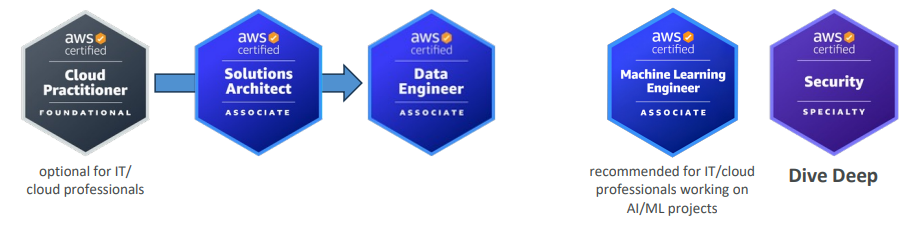 aws
certified
Cloud
Practitioner
FOUNDATIONAL
optional for IT/
cloud professionals
aws
certified
Solutions
Architect
ASSOCIATE
aws
certified
Data
Engineer
ASSOCIATE
aws
certified
Machine Learning
Engineer
ASSOCIATE
recommended for IT/cloud
professionals working on
AI/ML projects
aws
certified
Security
SPECIALTY
Dive Deep